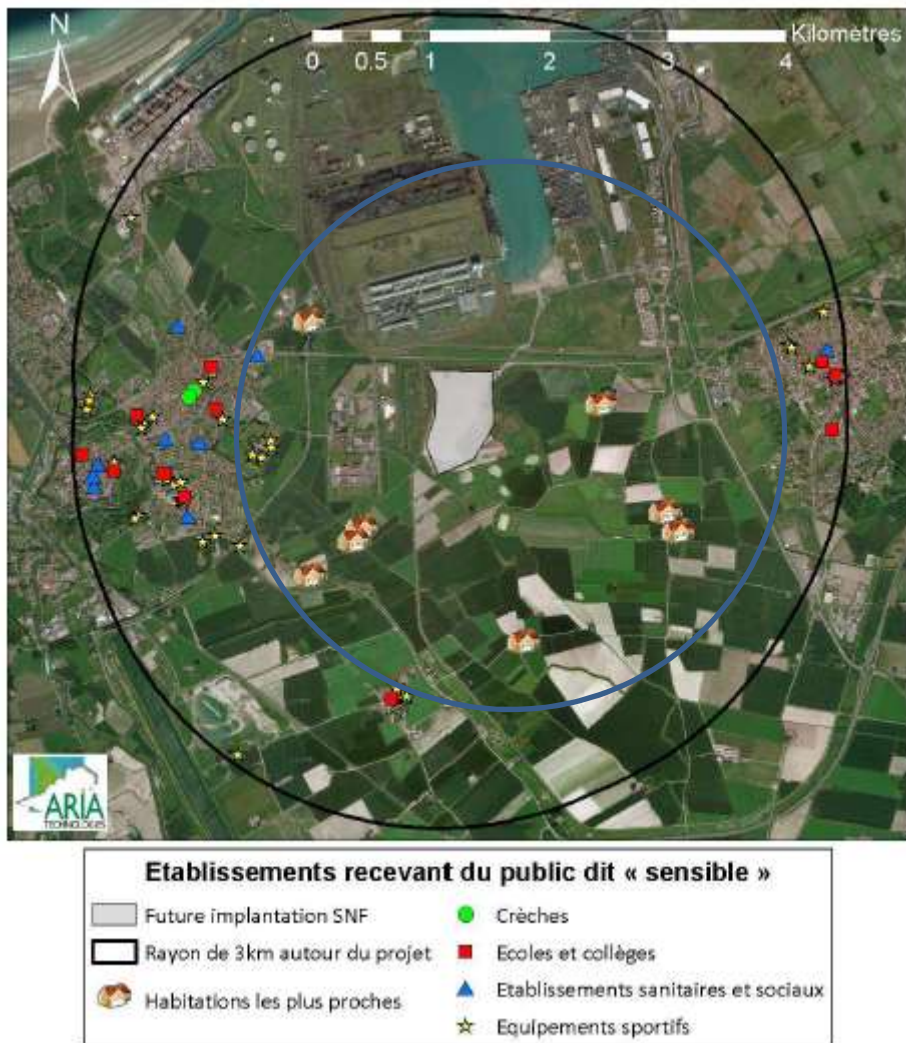 N
Kilomètres
0 0.5 1 2 3 4
ARIA
TECHNOLOGIES
Etablissements recevant du public dit « sensible »
Future implantation SNF
Rayon de 3km autour du projet
Habitations les plus proches
Crèches
Ecoles et collèges
Etablissements sanitaires et sociaux
Equipements sportifs